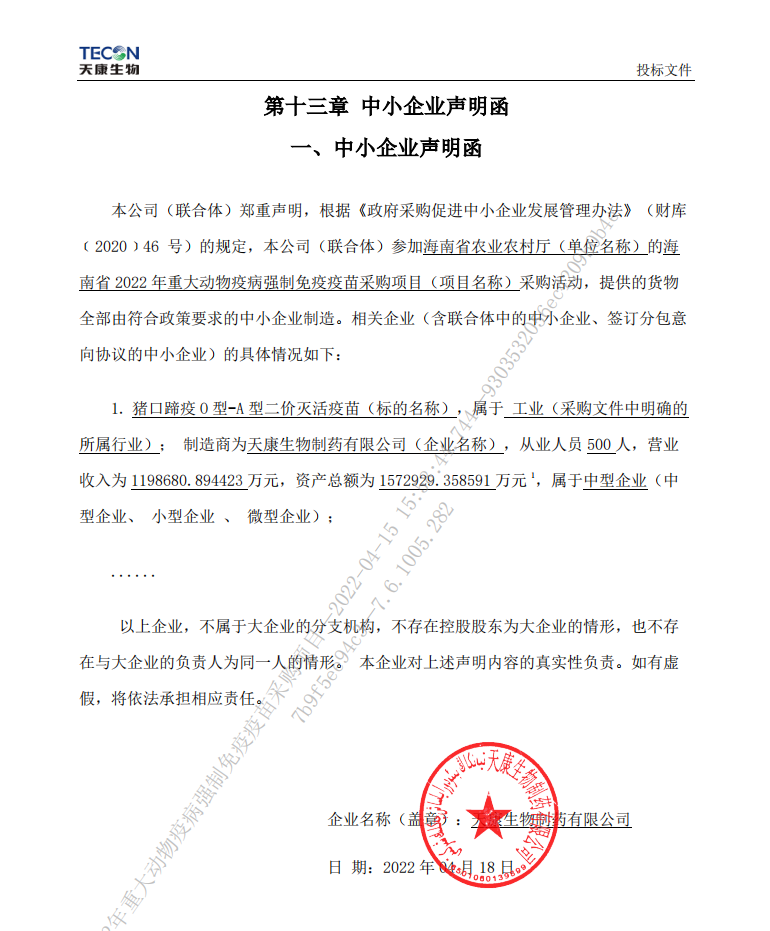 TECON
天康生物
投标文件
第十三章 中小企业声明函
一、中小企业声明函
本公司（联合体）郑重声明，根据《政府采购促进中小企业发展管理办法》（财库
﹝2020﹞46 号）的规定，本公司（联合体）参加海南省农业农村厅（单位名称）的海
南省 2022 年重大动物疫病强制免疫疫苗采购项目（项目名称）采购活动，提供的货物
全部由符合政策要求的中小企业制造。相关企业（含联合体中的中小企业、签订分包意
向协议的中小企业）的具体情况如下：
1. 猪口蹄疫 O 型-A 型二价灭活疫苗（标的名称），属于 工业（采购文件中明确的
所属行业）； 制造商为天康生物制药有限公司（企业名称），从业人员 500 人，营业
收入为 1198680.894423 万元，资产总额为 1572929.358591 万元 1，属于中型企业（中
型企业、 小型企业 、 微型企业）；
......
以上企业，不属于大企业的分支机构，不存在控股股东为大企业的情形，也不存
在与大企业的负责人为同一人的情形。 本企业对上述声明内容的真实性负责。如有虚
假，将依法承担相应责任。
企业名称（盖章）：天康生物制药有限公司
日 期：2022 年 04 月 18 日
天康生物制药有限公司